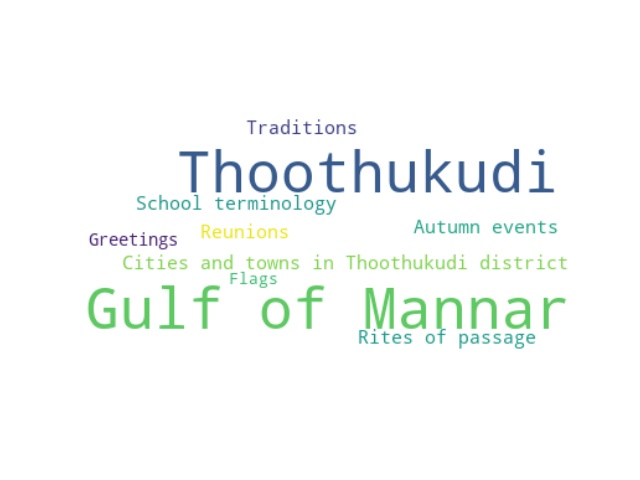 Traditions
Thoothukudi
School terminology
Autumn events
Reunions
Greetings
Cities and towns in Thoothukudi district
Flags
Gulf of Mannar
Rites of passage